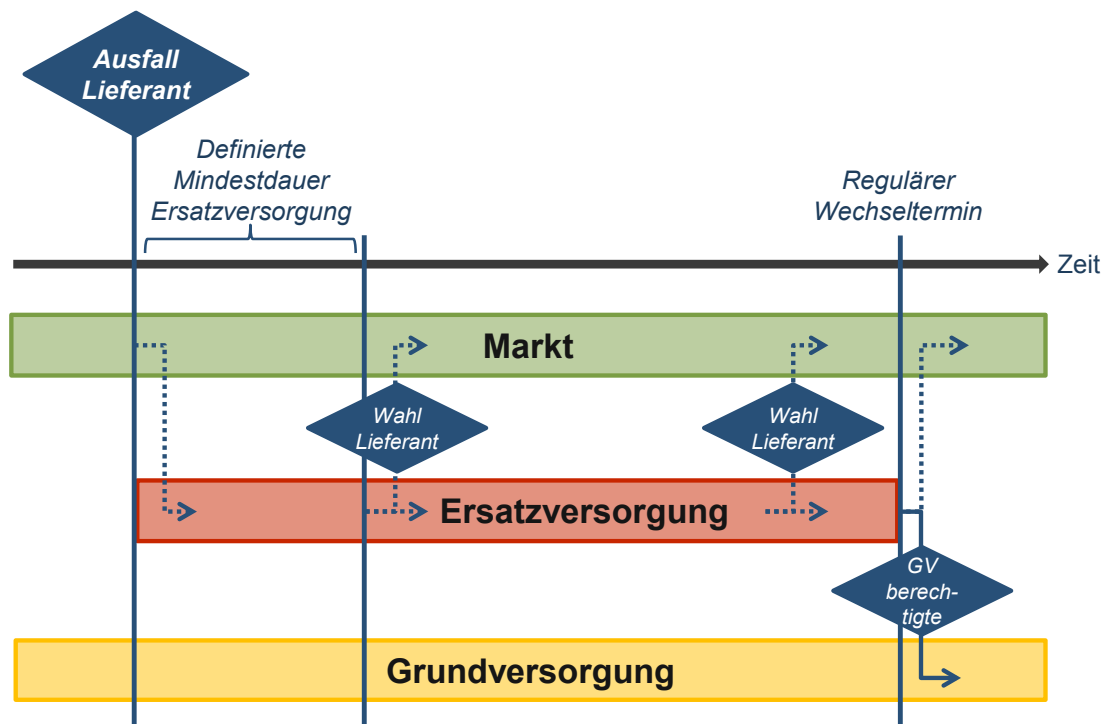 Ausfall
Lieferant
Definierte
Mindestdauer
Ersatzversorgung
Regulärer
Wechseltermin
Zeit
Markt
Wahl
Lieferant
Wahl
Lieferant
Ersatzversorgung
GV
berech-
tigte
Grundversorgung